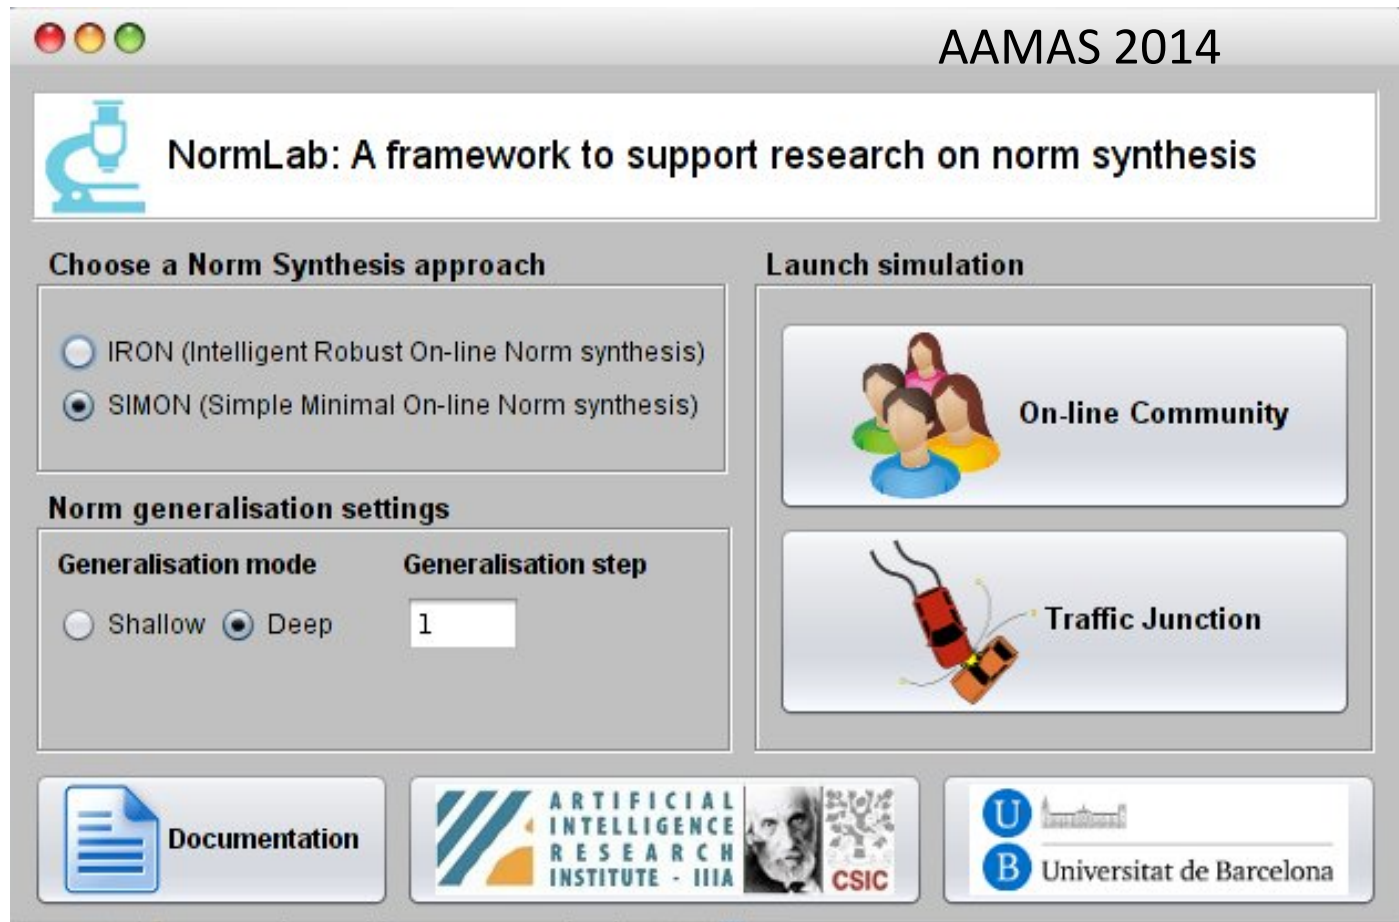 AAMAS 2014
NormLab: A framework to support research on norm synthesis
Choose a Norm Synthesis approach
IRON (Intelligent Robust On-line Norm synthesis)
SIMON (Simple Minimal On-line Norm synthesis)
Norm generalisation settings
Generalisation mode
Generalisation step
Shallow
Deep
1
Launch simulation
On-line Community
Traffic Junction
Documentation
ARTIFICIAL
INTELLIGENCE
RESEARCH
INSTITUTE - IIIA
CSIC
U
B
Universitat de Barcelona